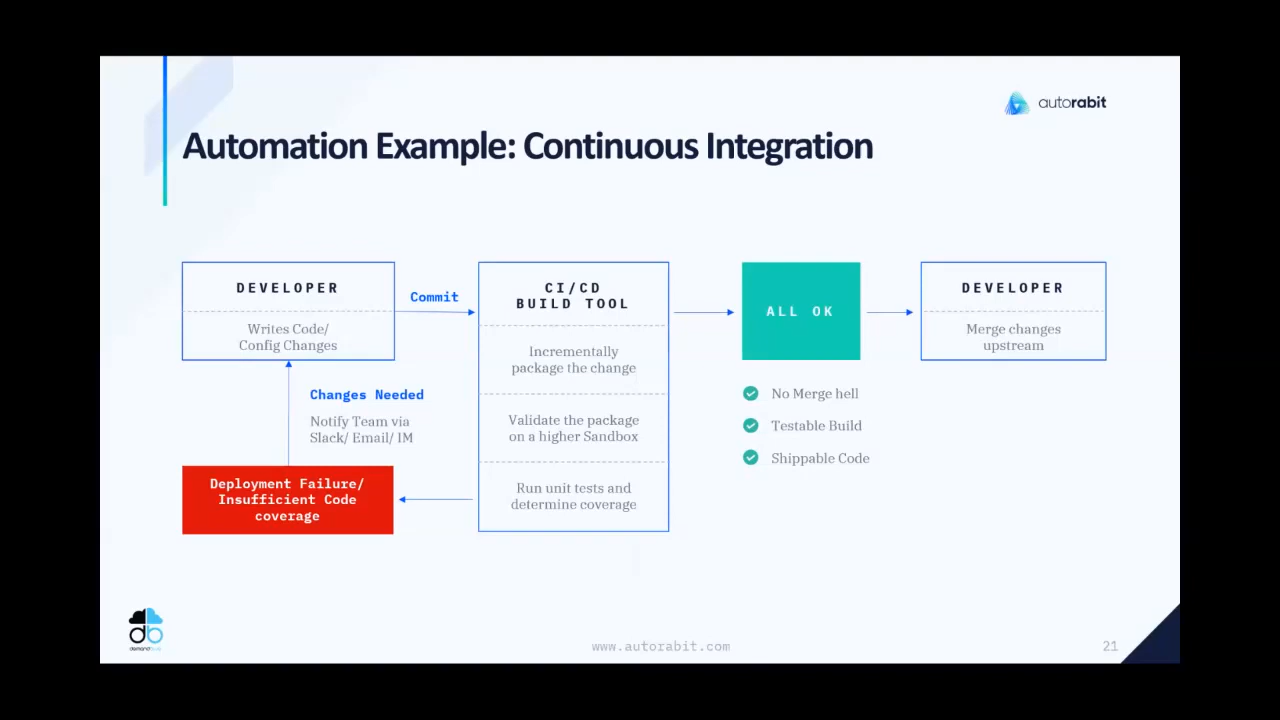 autorabit
Automation Example: Continuous Integration
DEVELOPER
Writes Code/
Config Changes
Commit
CI/CD
BUILD TOOL
Incrementally
package the change
Validate the package
on a higher Sandbox
Run unit tests and
determine coverage
ALL OK
No Merge hell
Testable Build
Shippable Code
DEVELOPER
Merge changes
upstream
Changes Needed
Notify Team via
Slack/ Email/ IM
Deployment Failure/
Insufficient Code
coverage
db
demandblue
www.autorabit.com
21